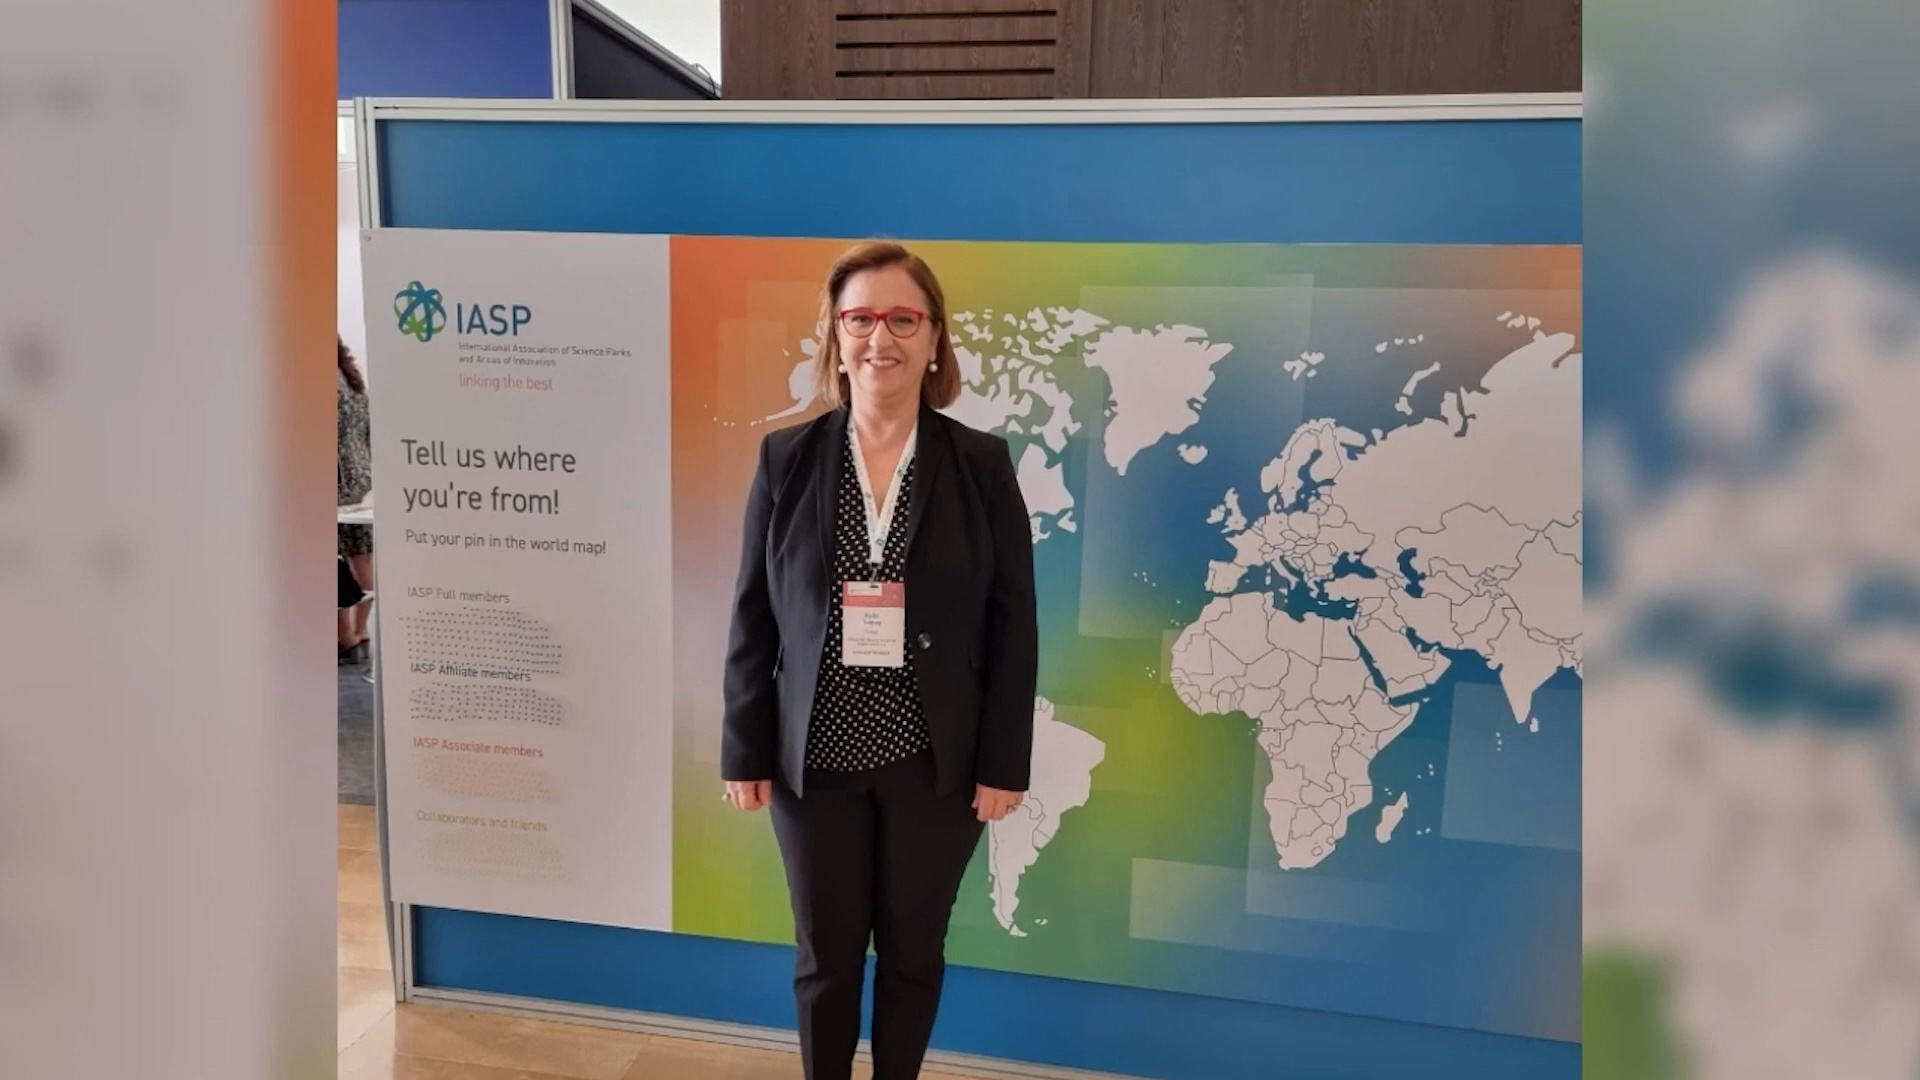 IASP
International Association of Science Parks
and Areas of Innovation
linking the best
Tell us where
you're from!
Put your pin in the world map!
IASP Full members
IASP Affiliate members
IASP Associate members
Collaborators and friends